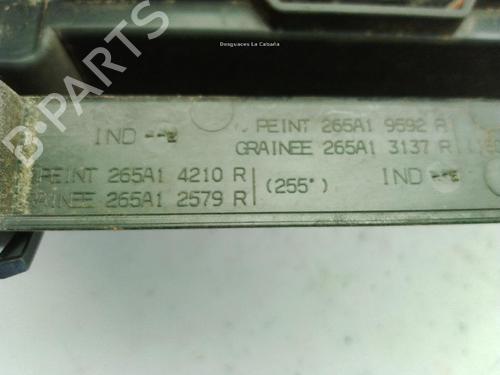 Desguaces La Cabaña
B-PARTS
IND --E
PEINT 265A1 9592 R
GRAINEE 265A1 3137 R
PEINT 265A1 4210 R
GRAINEE 265A1 2579 R
(255°)
IND --E